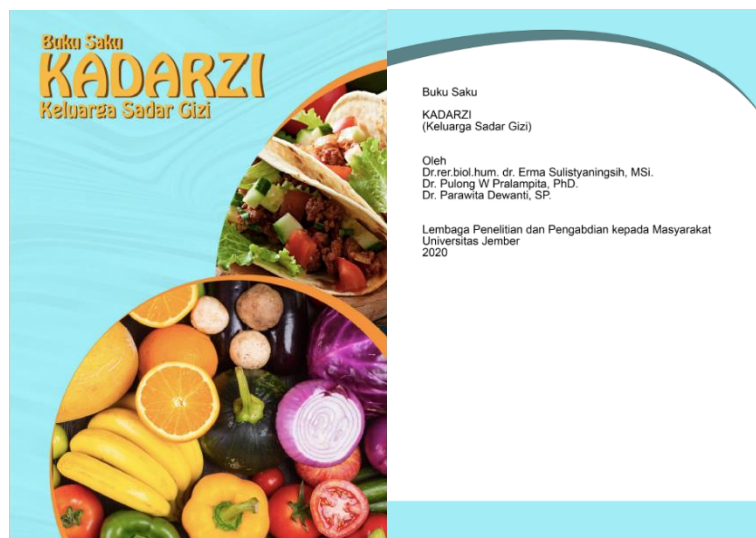 Buku Saku
KADARZI
Keluarga Sadar Gizi
Buku Saku
KADARZI
(Keluarga Sadar Gizi)
Oleh
Dr.rer.biol.hum. dr. Erma Sulistyaningsih, MSi.
Dr. Pulong W Pralampita, PhD.
Dr. Parawita Dewanti, SP.
Lembaga Penelitian dan Pengabdian kepada Masyarakat
Universitas Jember
2020